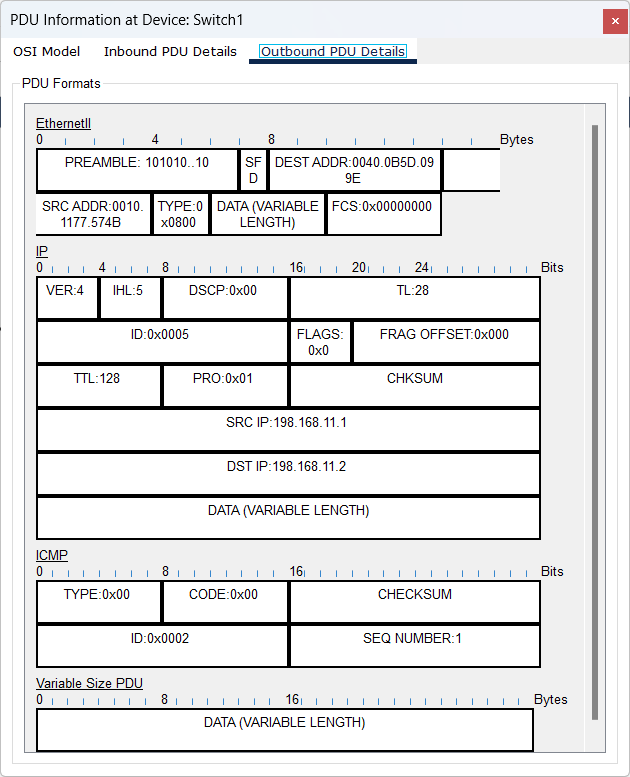 PDU Information at Device: Switch1
×
OSI Model Inbound PDU Details Outbound PDU Details
PDU Formats
EthernetII
0 4 8 Bytes
PREAMBLE: 101010..10 SF DEST ADDR:0040.0B5D.09
D 9E
SRC ADDR:0010. TYPE:0 DATA (VARIABLE FCS:0x00000000
1177.574B x0800 LENGTH)
IP
0 4 8 16 20 24 Bits
VER:4 IHL:5 DSCP:0x00 TL:28
ID:0x0005 FLAGS: FRAG OFFSET:0x000
0x0
TTL:128 PRO:0x01 CHKSUM
SRC IP:198.168.11.1
DST IP:198.168.11.2
DATA (VARIABLE LENGTH)
ICMP
0 8 16 Bits
TYPE:0x00 CODE:0x00 CHECKSUM
ID:0x0002 SEQ NUMBER:1
Variable Size PDU
0 8 16 Bytes
DATA (VARIABLE LENGTH)